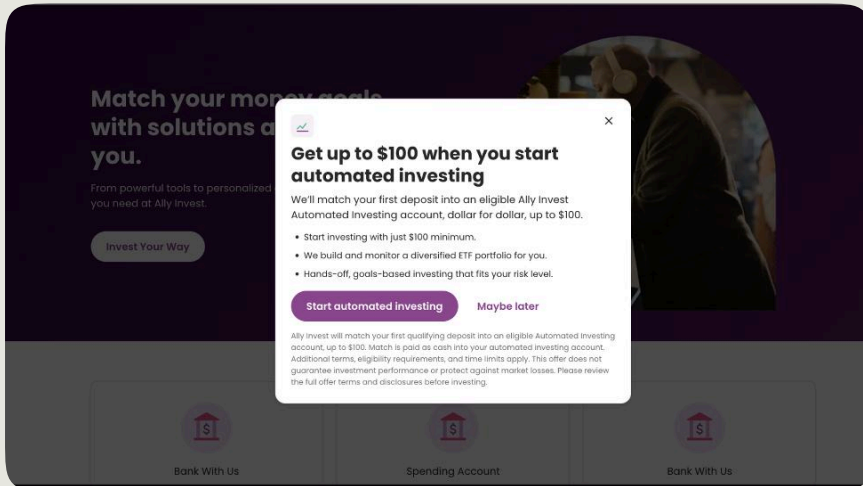 Match your money goals
with solutions a
you.
From powerful tools to personalized
you need at Ally Invest.
Invest Your Way
Get up to $100 when you start
automated investing
We'll match your first deposit into an eligible Ally Invest
Automated Investing account, dollar for dollar, up to $100.
• Start investing with just $100 minimum.
• We build and monitor a diversified ETF portfolio for you.
• Hands-off, goals-based investing that fits your risk level.
Start automated investing
Maybe later
Ally Invest will match your first qualifying deposit into an eligible Automated Investing
account, up to $100. Match is paid as cash into your automated investing account.
Additional terms, eligibility requirements, and time limits apply. This offer does not
guarantee investment performance or protect against market losses. Please review
the full offer terms and disclosures before investing.
$
$
$
Bank With Us
Spending Account
Bank With Us